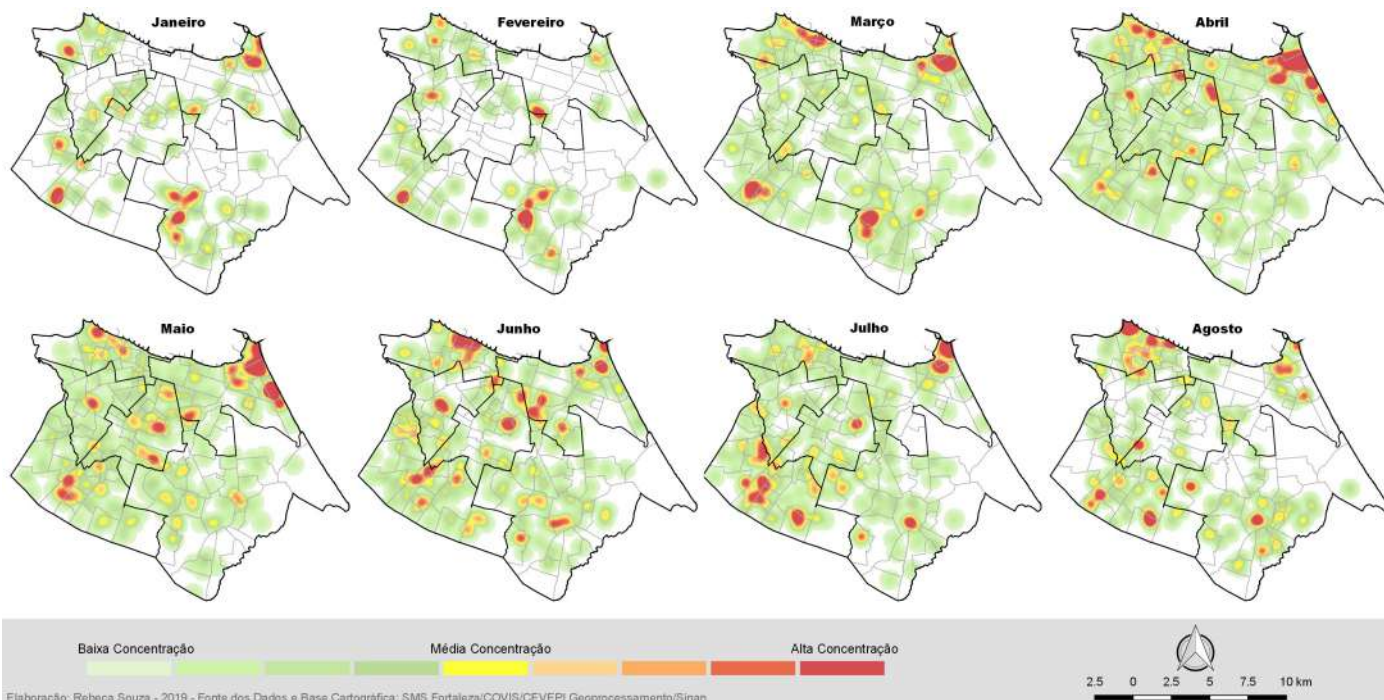 Janeiro
Fevereiro
Março
Abril
Maio
Junho
Julho
Agosto
Baixa Concentração
Média Concentração
Alta Concentração
2.5 0 2.5 5 7.5 10 km
Elaboração: Rebeca Souza - 2019 - Fonte dos Dados e Base Cartográfica: SMS Fortaleza/COVIS/CEVEPI Geoprocessamento/Sinan